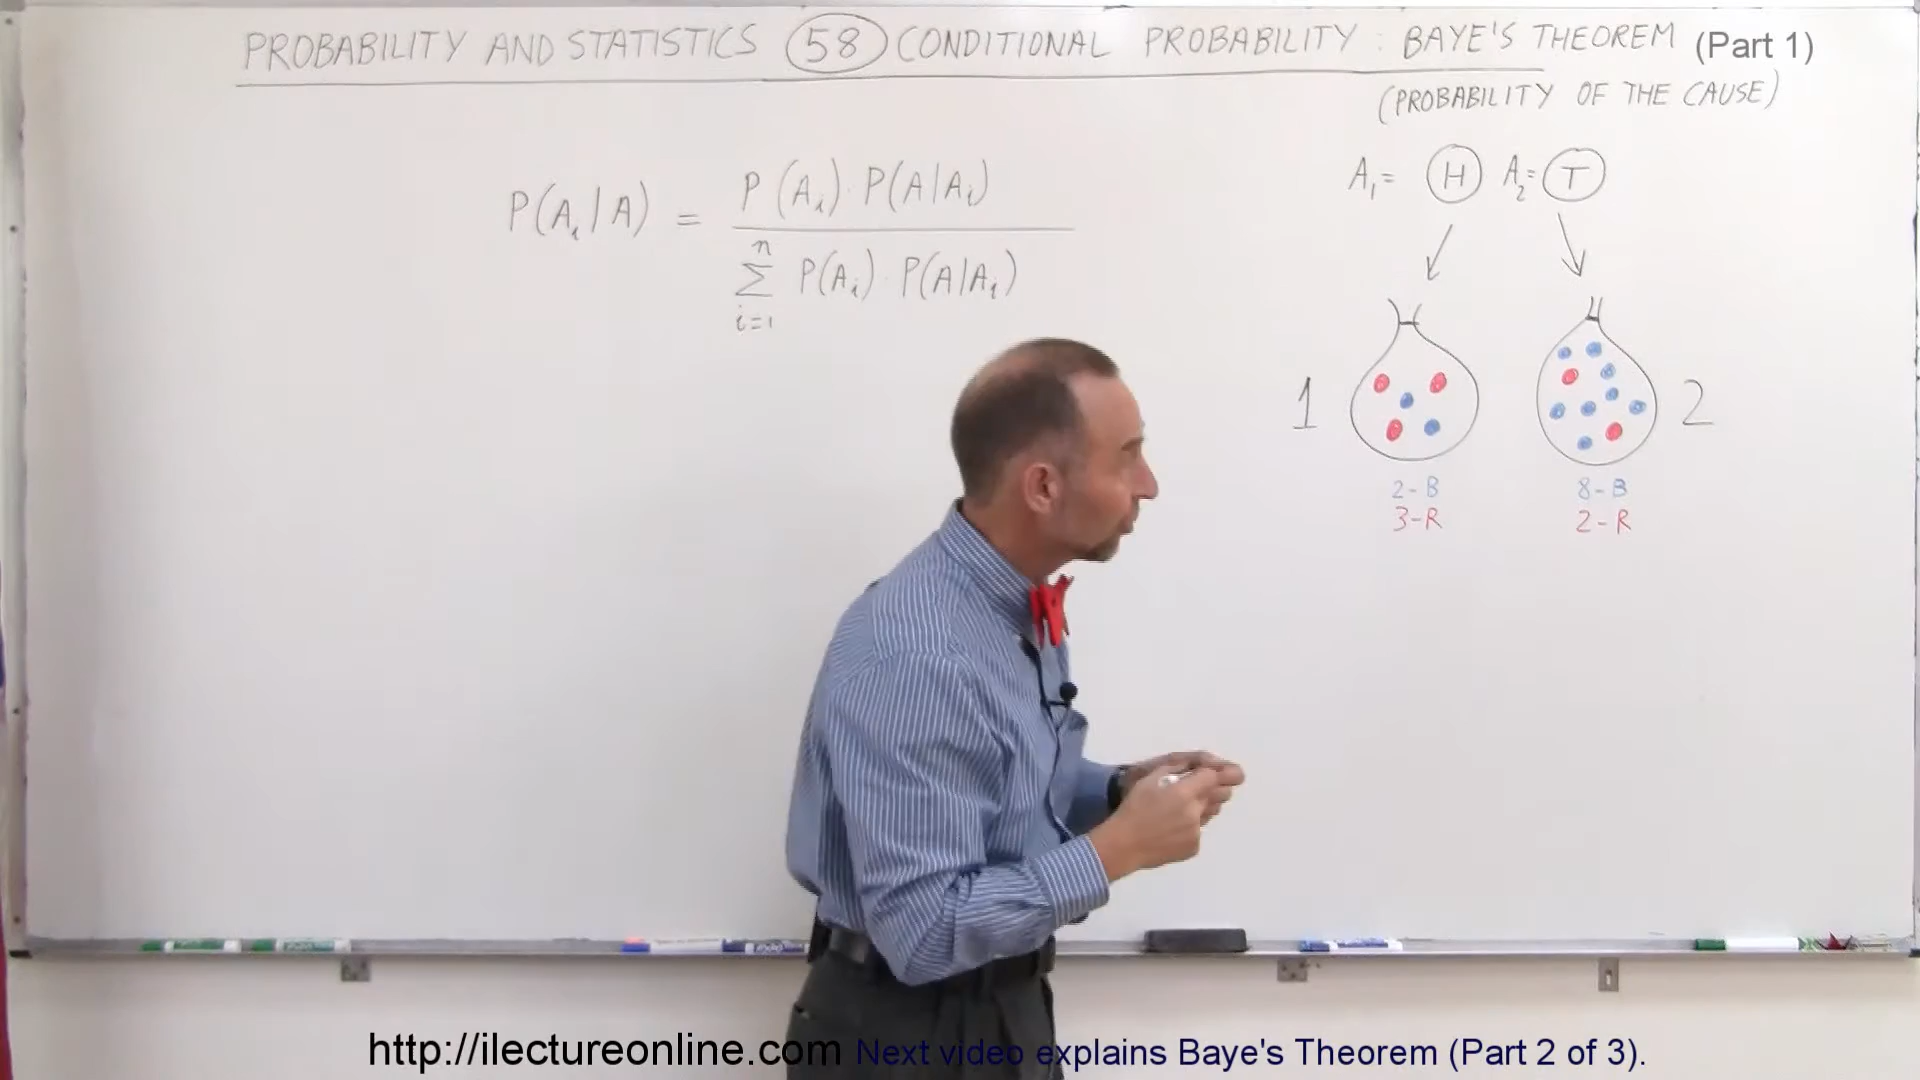 PROBABILITY AND STATISTICS 58 CONDITIONAL PROBABILITY : BAYE'S THEOREM (Part 1)
(PROBABILITY OF THE CAUSE)
P(Ai/A) = P(Ai) · P(A/Ai)
n
Σ P(Ai) · P(A/Ai)
i=1
A1= H A2= T
1 2
2-B 8-B
3-R 2-R
http://ilectureonline.com Next video explains Baye's Theorem (Part 2 of 3).